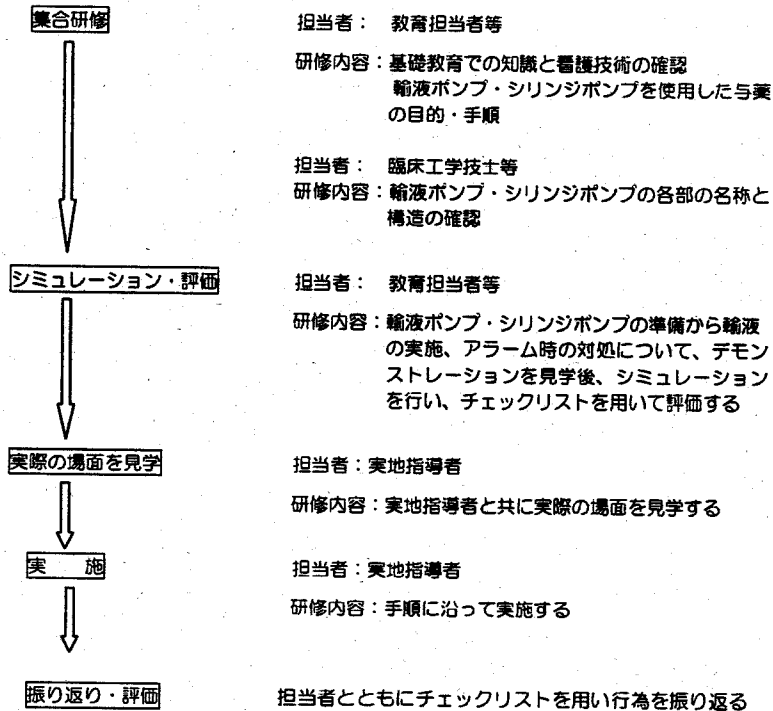 集合研修
担当者： 教育担当者等
研修内容：基礎教育での知識と看護技術の確認
輸液ポンプ・シリンジポンプを使用した与薬
の目的・手順
担当者： 臨床工学技士等
研修内容：輸液ポンプ・シリンジポンプの各部の名称と
構造の確認
シミュレーション・評価
担当者： 教育担当者等
研修内容：輸液ポンプ・シリンジポンプの準備から輸液
の実施、アラーム時の対処について、デモン
ストレーションを見学後、シミュレーション
を行い、チェックリストを用いて評価する
実際の場面を見学
担当者：実地指導者
研修内容：実地指導者と共に実際の場面を見学する
実　施
担当者：実地指導者
研修内容：手順に沿って実施する
振り返り・評価
担当者とともにチェックリストを用い行為を振り返る